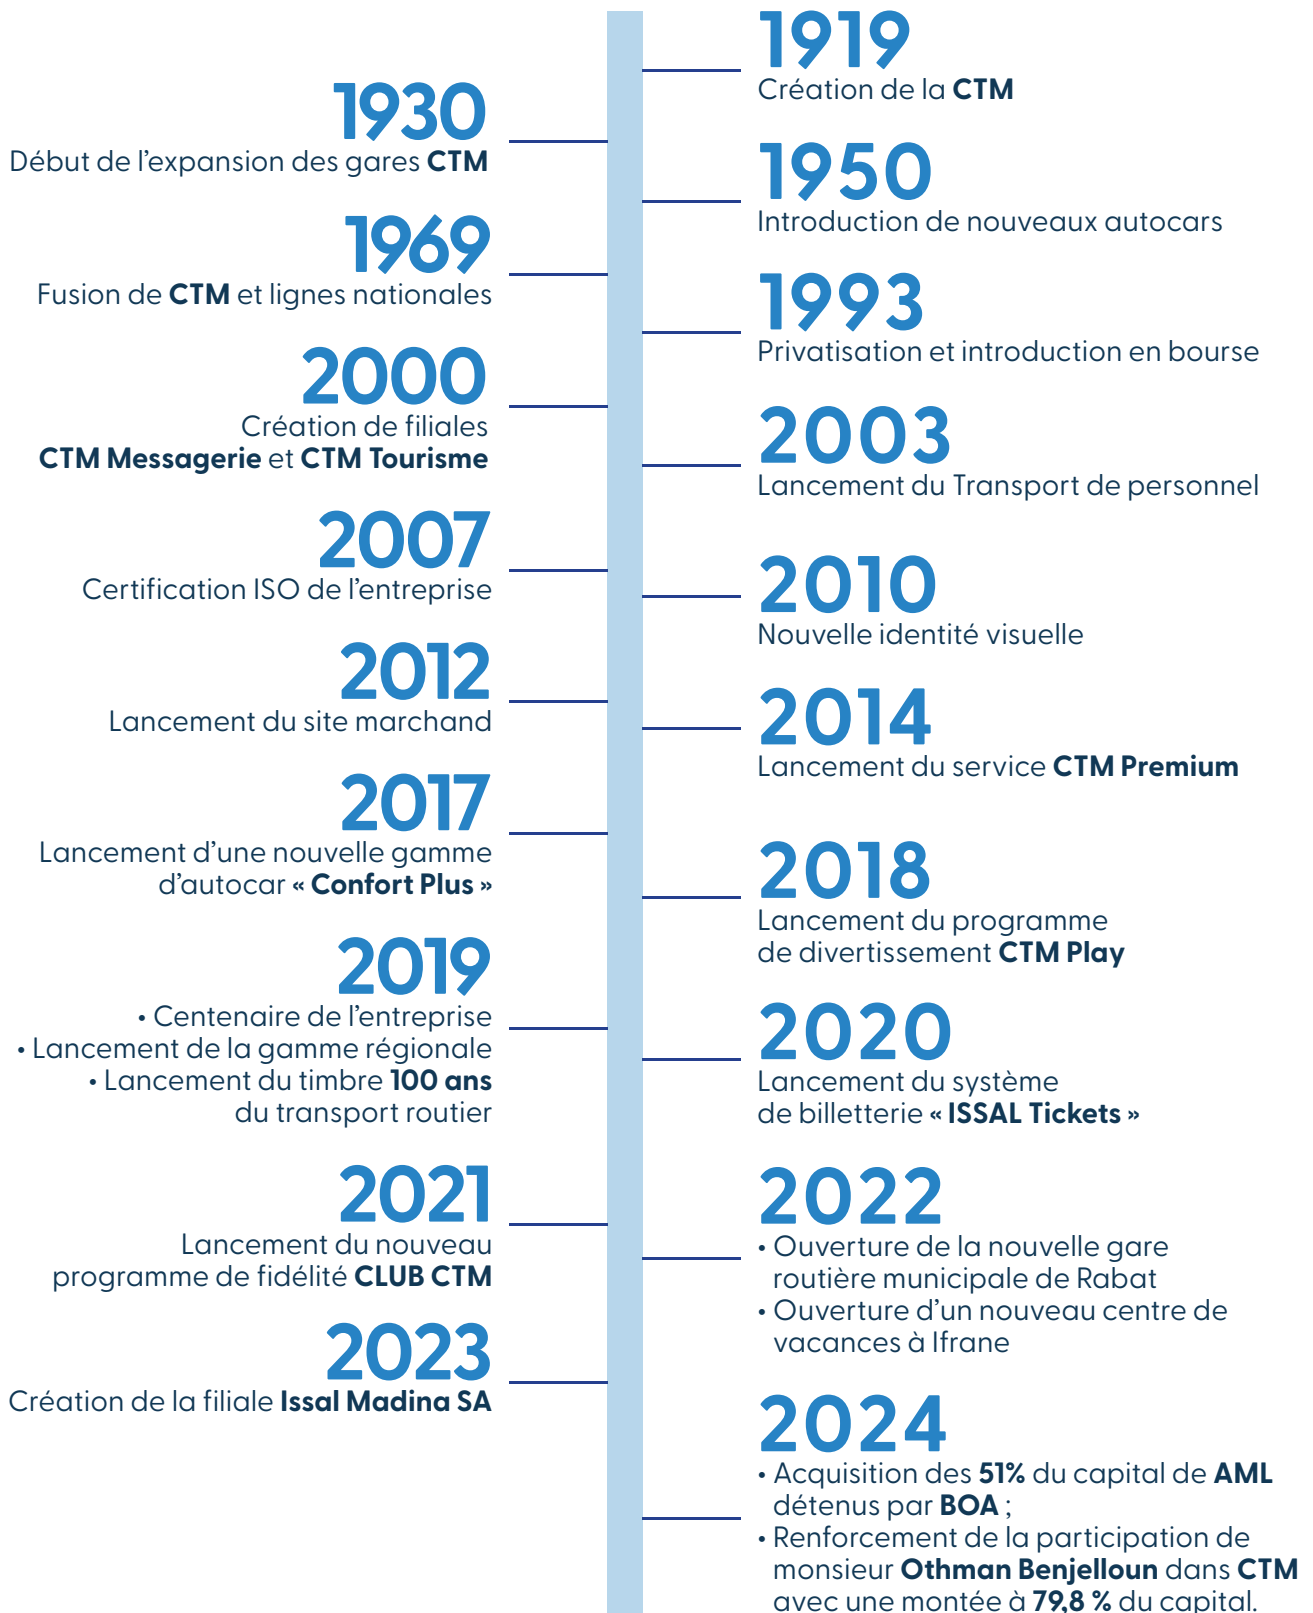 1919
Création de la CTM
1930
Début de l’expansion des gares CTM
1950
Introduction de nouveaux autocars
1969
Fusion de CTM et lignes nationales
1993
Privatisation et introduction en bourse
2000
Création de filiales
CTM Messagerie et CTM Tourisme
2003
Lancement du Transport de personnel
2007
Certification ISO de l’entreprise
2010
Nouvelle identité visuelle
2012
Lancement du site marchand
2014
Lancement du service CTM Premium
2017
Lancement d’une nouvelle gamme
d’autocar « Confort Plus »
2018
Lancement du programme
de divertissement CTM Play
2019
• Centenaire de l’entreprise
• Lancement de la gamme régionale
• Lancement du timbre 100 ans
du transport routier
2020
Lancement du système
de billetterie « ISSAL Tickets »
2021
Lancement du nouveau
programme de fidélité CLUB CTM
2022
• Ouverture de la nouvelle gare
routière municipale de Rabat
• Ouverture d’un nouveau centre de
vacances à Ifrane
2023
Création de la filiale Issal Madina SA
2024
• Acquisition des 51% du capital de AML
détenus par BOA ;
• Renforcement de la participation de
monsieur Othman Benjelloun dans CTM
avec une montée à 79,8 % du capital.